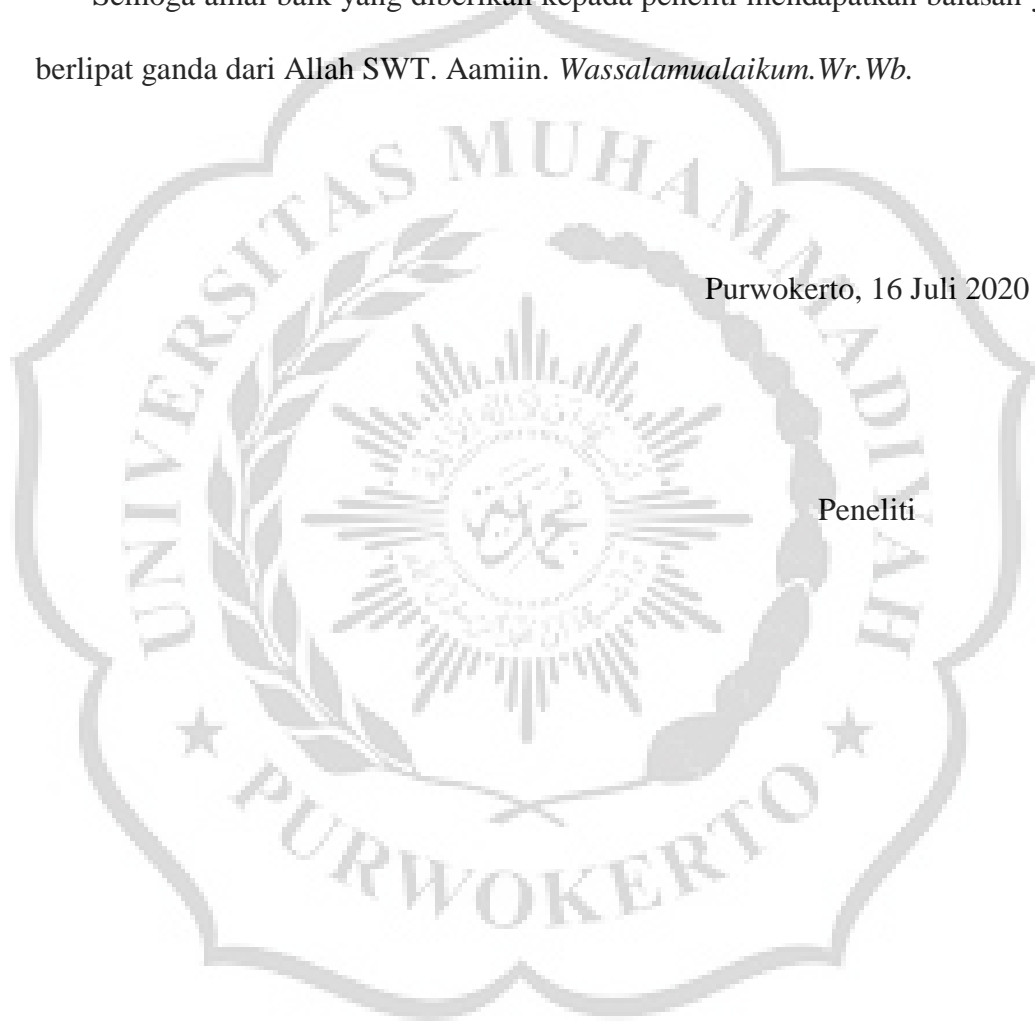 Semoga amal baik yang diberikan kepada peneliti mendapatkan balasan
berlipat ganda dari Allah SWT. Aamiin. Wassalamualaikum.Wr.Wb.
UNIVERSITAS MUHAMMADIYAH
Purwokerto, 16 Juli 2020
Peneliti
★ PURWOKERTO ★